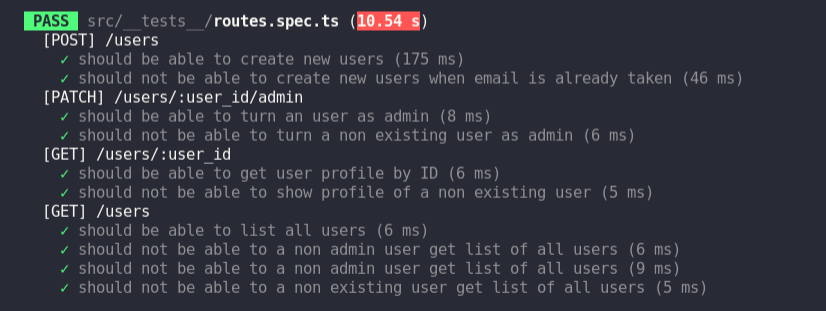 PASS src/__tests__/routes.spec.ts (10.54 s)
[POST] /users
✓ should be able to create new users (175 ms)
✓ should not be able to create new users when email is already taken (46 ms)
[PATCH] /users/:user_id/admin
✓ should be able to turn an user as admin (8 ms)
✓ should not be able to turn a non existing user as admin (6 ms)
[GET] /users/:user_id
✓ should be able to get user profile by ID (6 ms)
✓ should not be able to show profile of a non existing user (5 ms)
[GET] /users
✓ should be able to list all users (6 ms)
✓ should not be able to a non admin user get list of all users (6 ms)
✓ should not be able to a non admin user get list of all users (9 ms)
✓ should not be able to a non existing user get list of all users (5 ms)